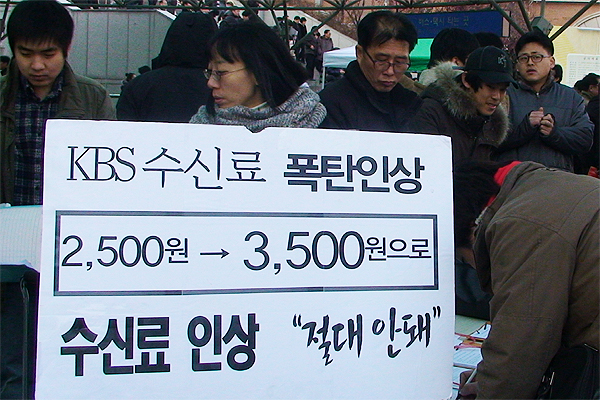 KBS 수신료 폭탄인상
2,500원 → 3,500원으로
수신료 인상 "절대 안돼"